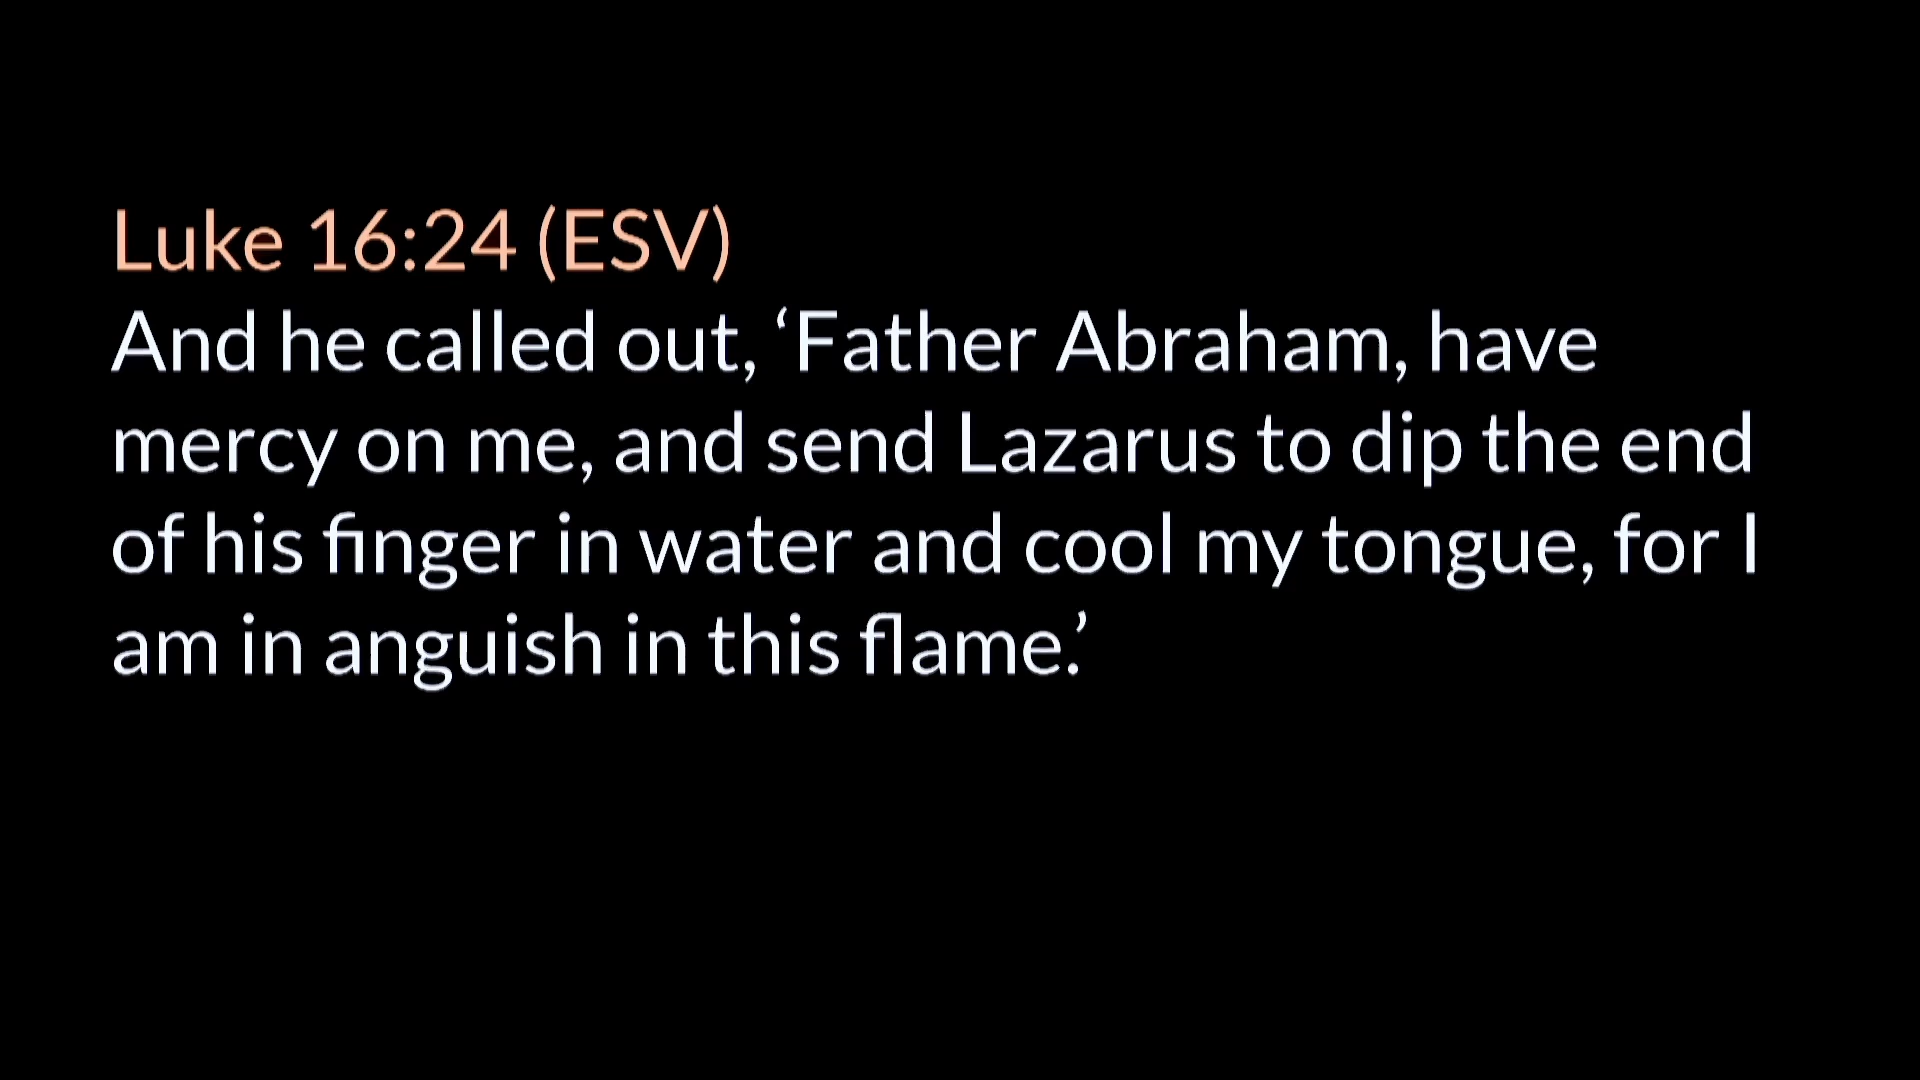 Luke 16:24 (ESV)
And he called out, ‘Father Abraham, have
mercy on me, and send Lazarus to dip the end
of his finger in water and cool my tongue, for I
am in anguish in this flame.’